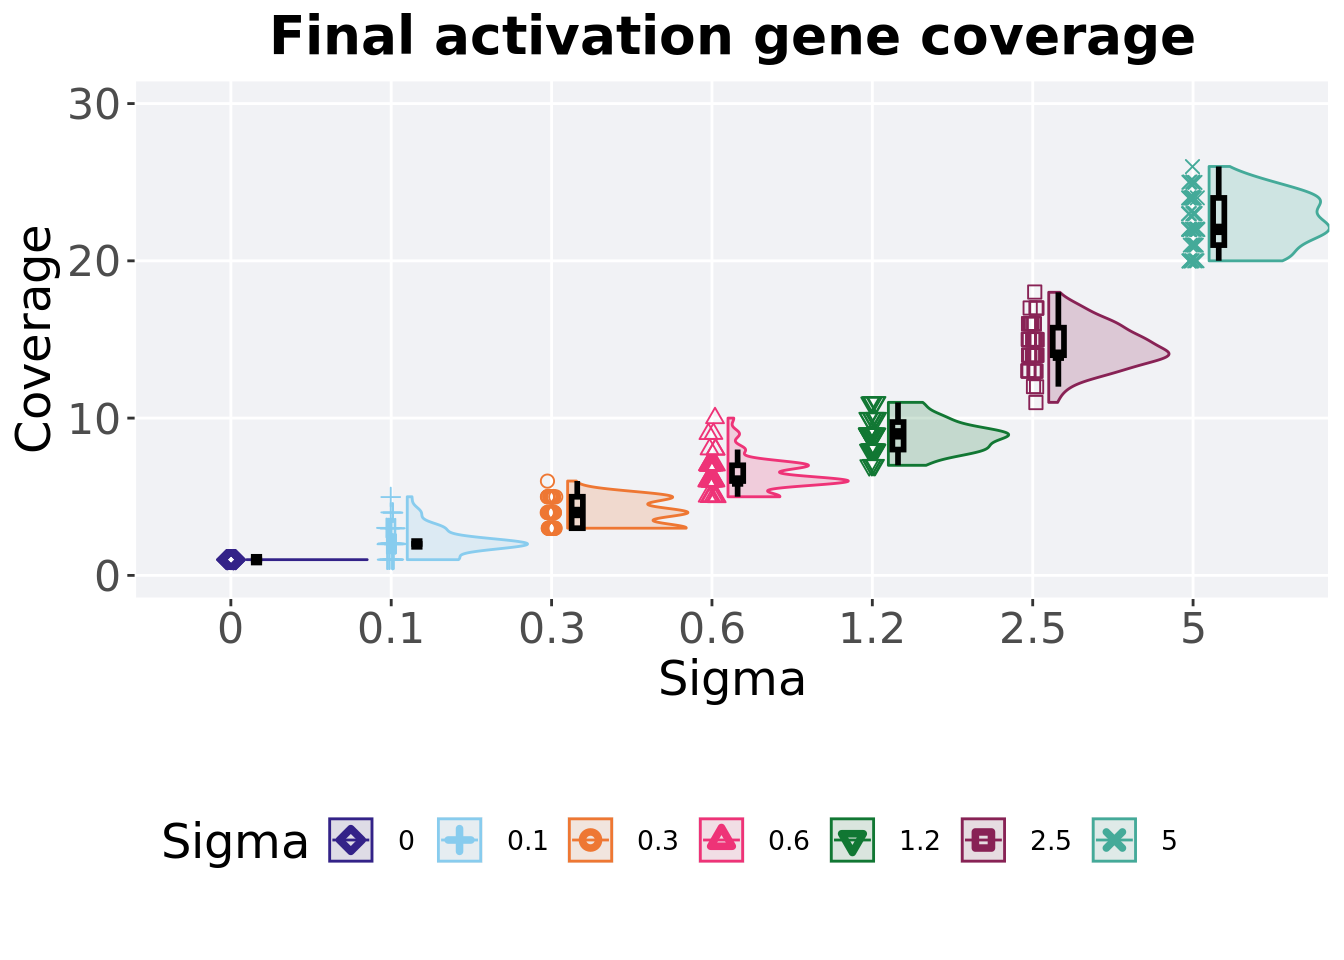 Final activation gene coverage
30
20
10
0
Coverage
0 0.1 0.3 0.6 1.2 2.5 5
Sigma
Sigma 0 0.1 0.3 0.6 1.2 2.5 5